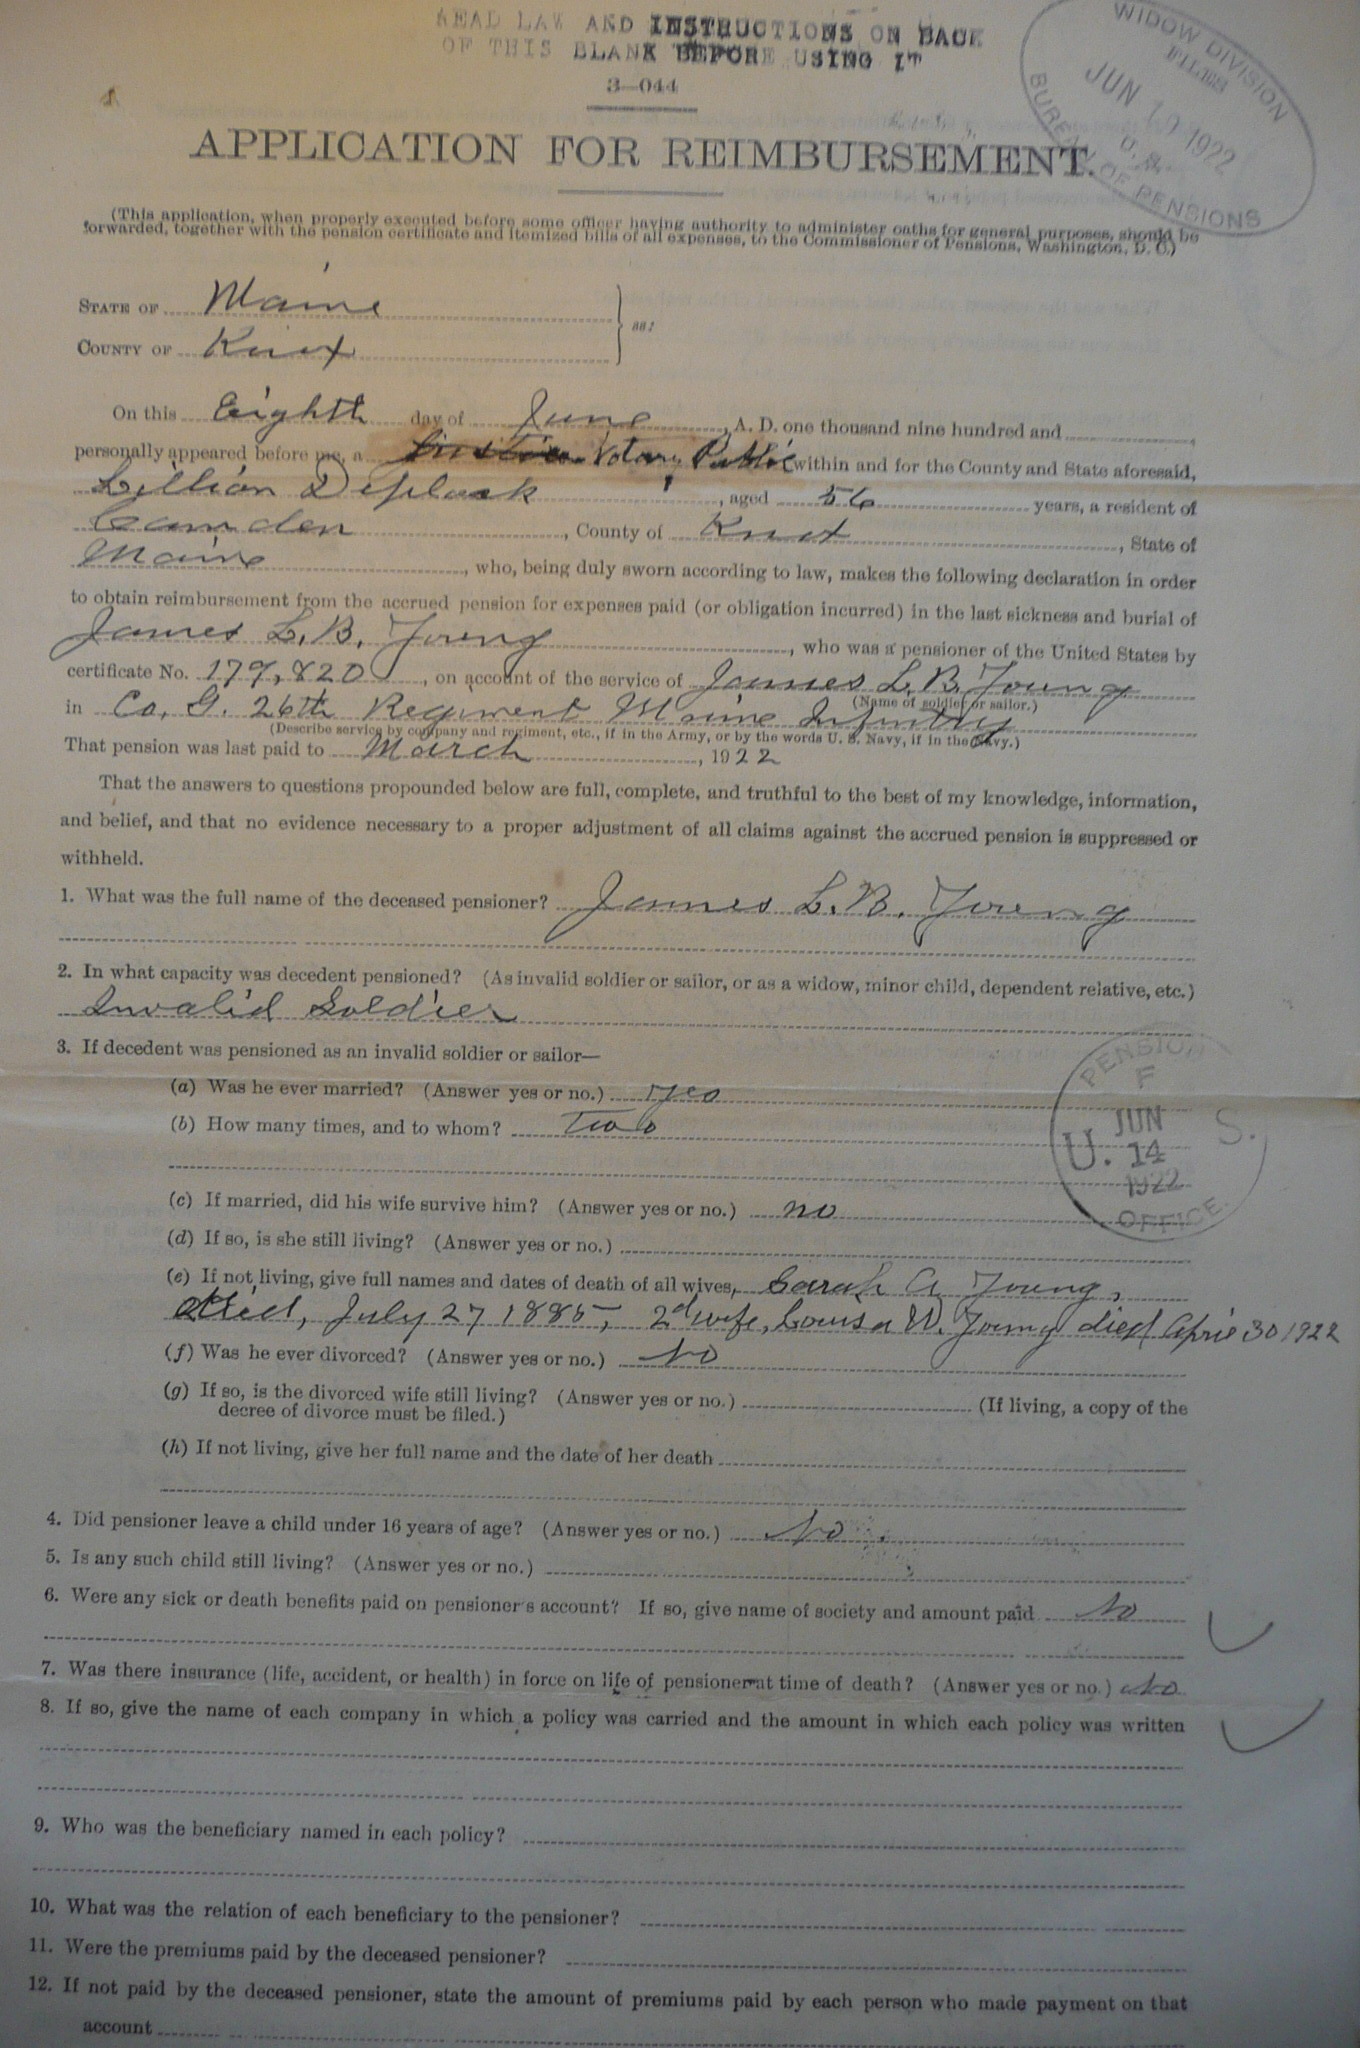 READ LAW AND INSTRUCTIONS ON BACK
OF THIS BLANK BEFORE USING IT
3—044
WIDOW DIVISION
FILES
JUN 19 1922
U.S.
BUREAU OF PENSIONS
APPLICATION FOR REIMBURSEMENT.
(This application, when properly executed before some officer having authority to administer oaths for general purposes, should be
forwarded, together with the pension certificate and itemized bills of all expenses, to the Commissioner of Pensions, Washington, D. C.)
STATE OF Maine
ss:
COUNTY OF Knox
On this Eighth day of June, A. D. one thousand nine hundred and
personally appeared before me, a Notary Public within and for the County and State aforesaid,
Lillian Deplack, aged 56 years, a resident of
Camden, County of Knox, State of
Maine, who, being duly sworn according to law, makes the following declaration in order
to obtain reimbursement from the accrued pension for expenses paid (or obligation incurred) in the last sickness and burial of
James L. B. Young, who was a pensioner of the United States by
certificate No. 179,820, on account of the service of James L. B. Young
(Name of soldier or sailor.)
in Co, G. 26th Regiment Maine Infantry
(Describe service by company and regiment, etc., if in the Army, or by the words U. S. Navy, if in the Navy.)
That pension was last paid to March, 1922
That the answers to questions propounded below are full, complete, and truthful to the best of my knowledge, information,
and belief, and that no evidence necessary to a proper adjustment of all claims against the accrued pension is suppressed or
withheld.
1. What was the full name of the deceased pensioner? James L. B. Young
2. In what capacity was decedent pensioned? (As invalid soldier or sailor, or as a widow, minor child, dependent relative, etc.)
Invalid Soldier
3. If decedent was pensioned as an invalid soldier or sailor—
(a) Was he ever married? (Answer yes or no.) yes
(b) How many times, and to whom? Two
PENSION
F
JUN
U. 14 S.
1922
OFFICE.
(c) If married, did his wife survive him? (Answer yes or no.) no
(d) If so, is she still living? (Answer yes or no.)
(e) If not living, give full names and dates of death of all wives, Sarah A Young,
died, July 27 1885, 2d wife, Louisa W. Young died April 30 1922
(f) Was he ever divorced? (Answer yes or no.) No
(g) If so, is the divorced wife still living? (Answer yes or no.) (If living, a copy of the
decree of divorce must be filed.)
(h) If not living, give her full name and the date of her death
4. Did pensioner leave a child under 16 years of age? (Answer yes or no.) No
5. Is any such child still living? (Answer yes or no.)
6. Were any sick or death benefits paid on pensioner's account? If so, give name of society and amount paid No
7. Was there insurance (life, accident, or health) in force on life of pensioner at time of death? (Answer yes or no.) No
8. If so, give the name of each company in which a policy was carried and the amount in which each policy was written
9. Who was the beneficiary named in each policy?
10. What was the relation of each beneficiary to the pensioner?
11. Were the premiums paid by the deceased pensioner?
12. If not paid by the deceased pensioner, state the amount of premiums paid by each person who made payment on that
account